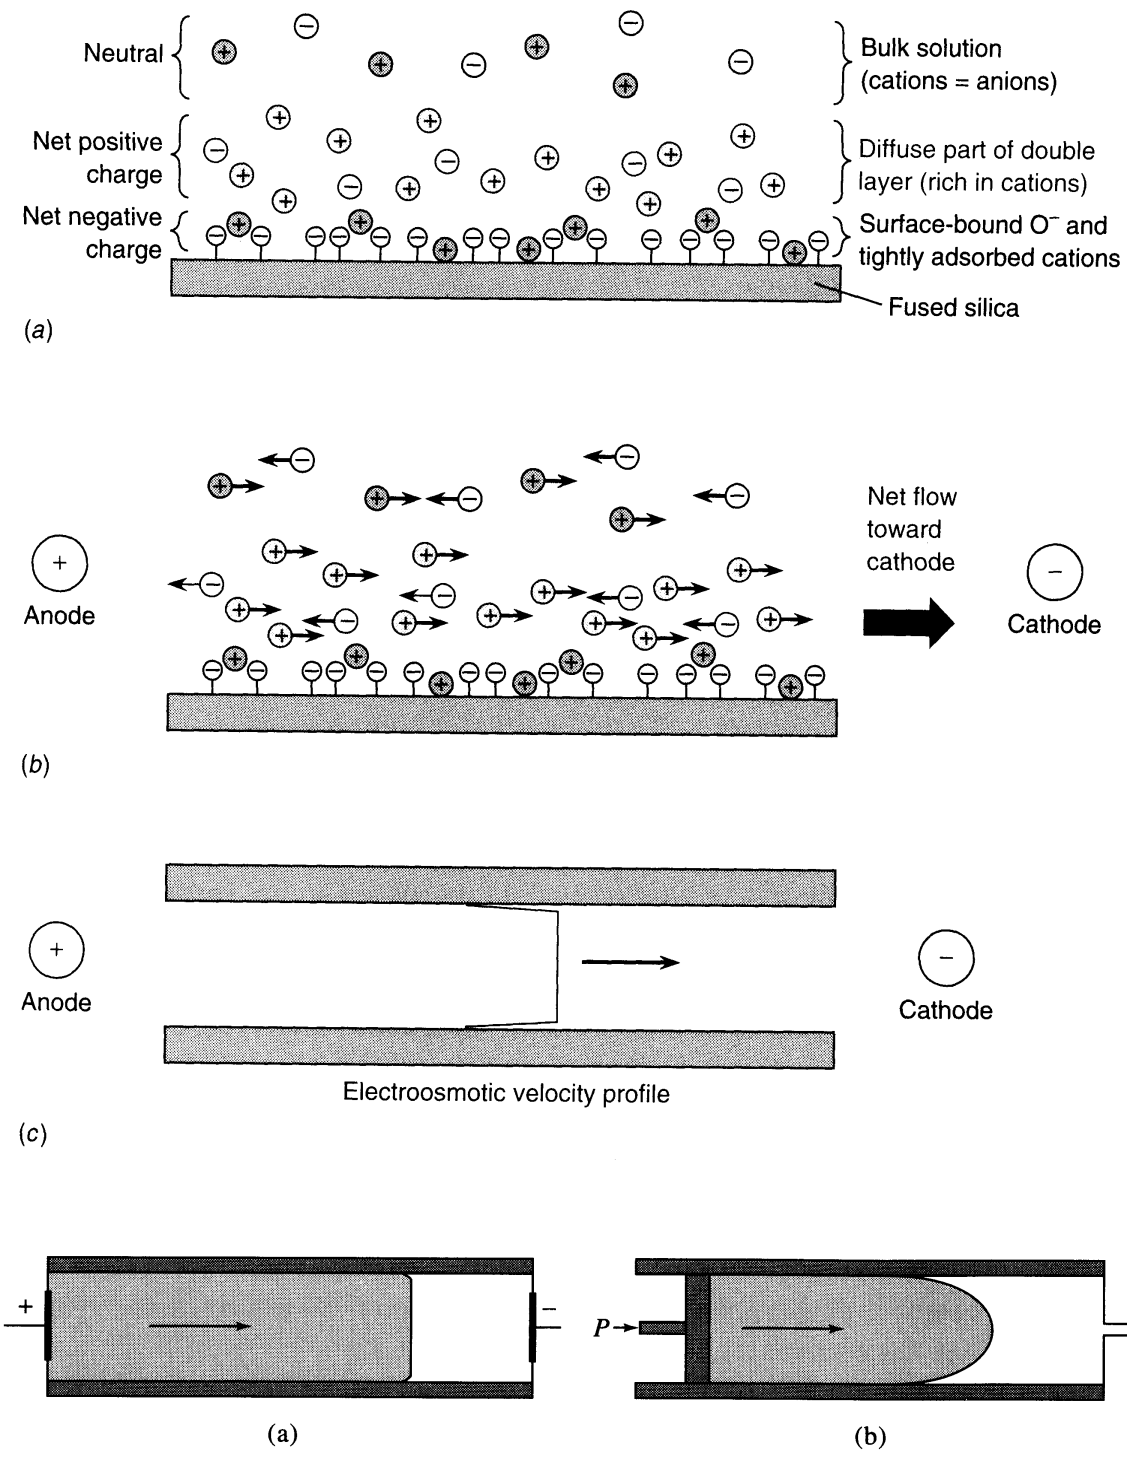 Neutral
Bulk solution
(cations = anions)
Net positive
charge
Diffuse part of double
layer (rich in cations)
Net negative
charge
Surface-bound O⁻ and
tightly adsorbed cations
Fused silica
(a)
Net flow
toward
cathode
+
Anode
−
Cathode
(b)
+
Anode
−
Cathode
Electroosmotic velocity profile
(c)
+
−
P
(a)
(b)